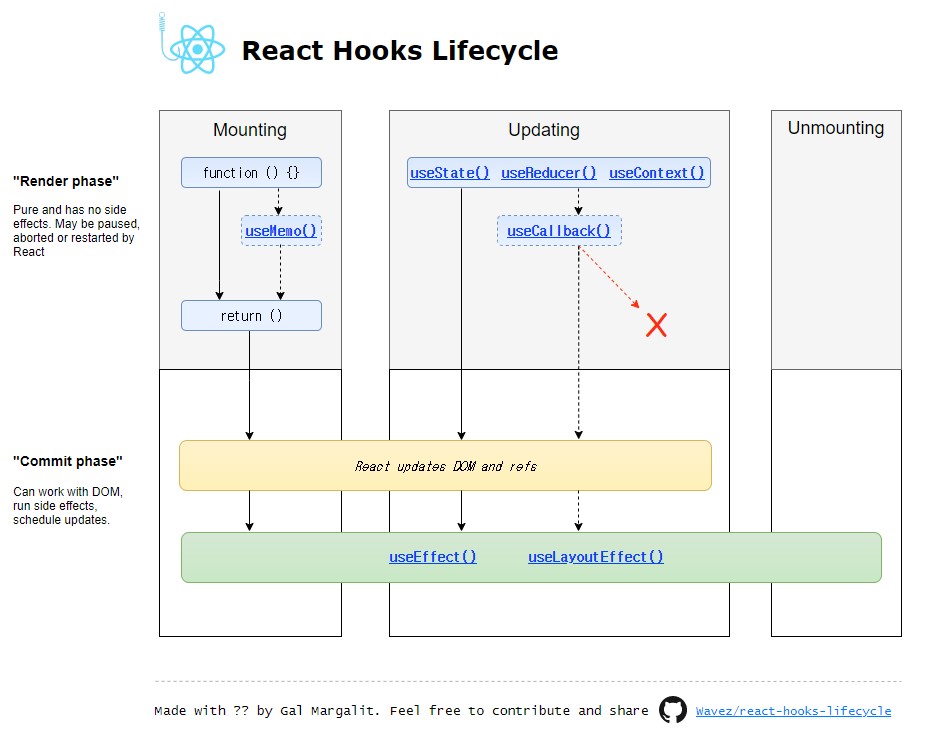 React Hooks Lifecycle
Mounting
Updating
Unmounting
"Render phase"
Pure and has no side
effects. May be paused,
aborted or restarted by
React
function () {}
useMemo()
return ()
useState() useReducer() useContext()
useCallback()
"Commit phase"
Can work with DOM,
run side effects,
schedule updates.
React updates DOM and refs
useEffect() useLayoutEffect()
Made with ?? by Gal Margalit. Feel free to contribute and share Wavez/react-hooks-lifecycle